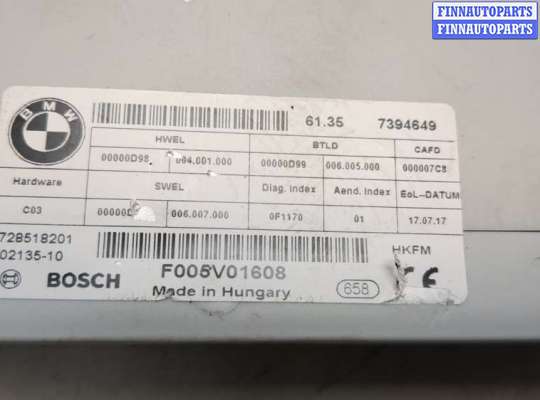 FINNAUTOPARTS
FINNAUTOPARTS
BMW
61.35 7394649
HWEL BTLD CAFD
00000D98 004.001.000 00000D99 006.005.000 000007C8
Hardware SWEL Diag. Index Aend. Index EoL-DATUM
C03 006.007.000 0F1170 01 17.07.17
728518201
02135-10
HKFM
BOSCH F005V01608
Made in Hungary 658